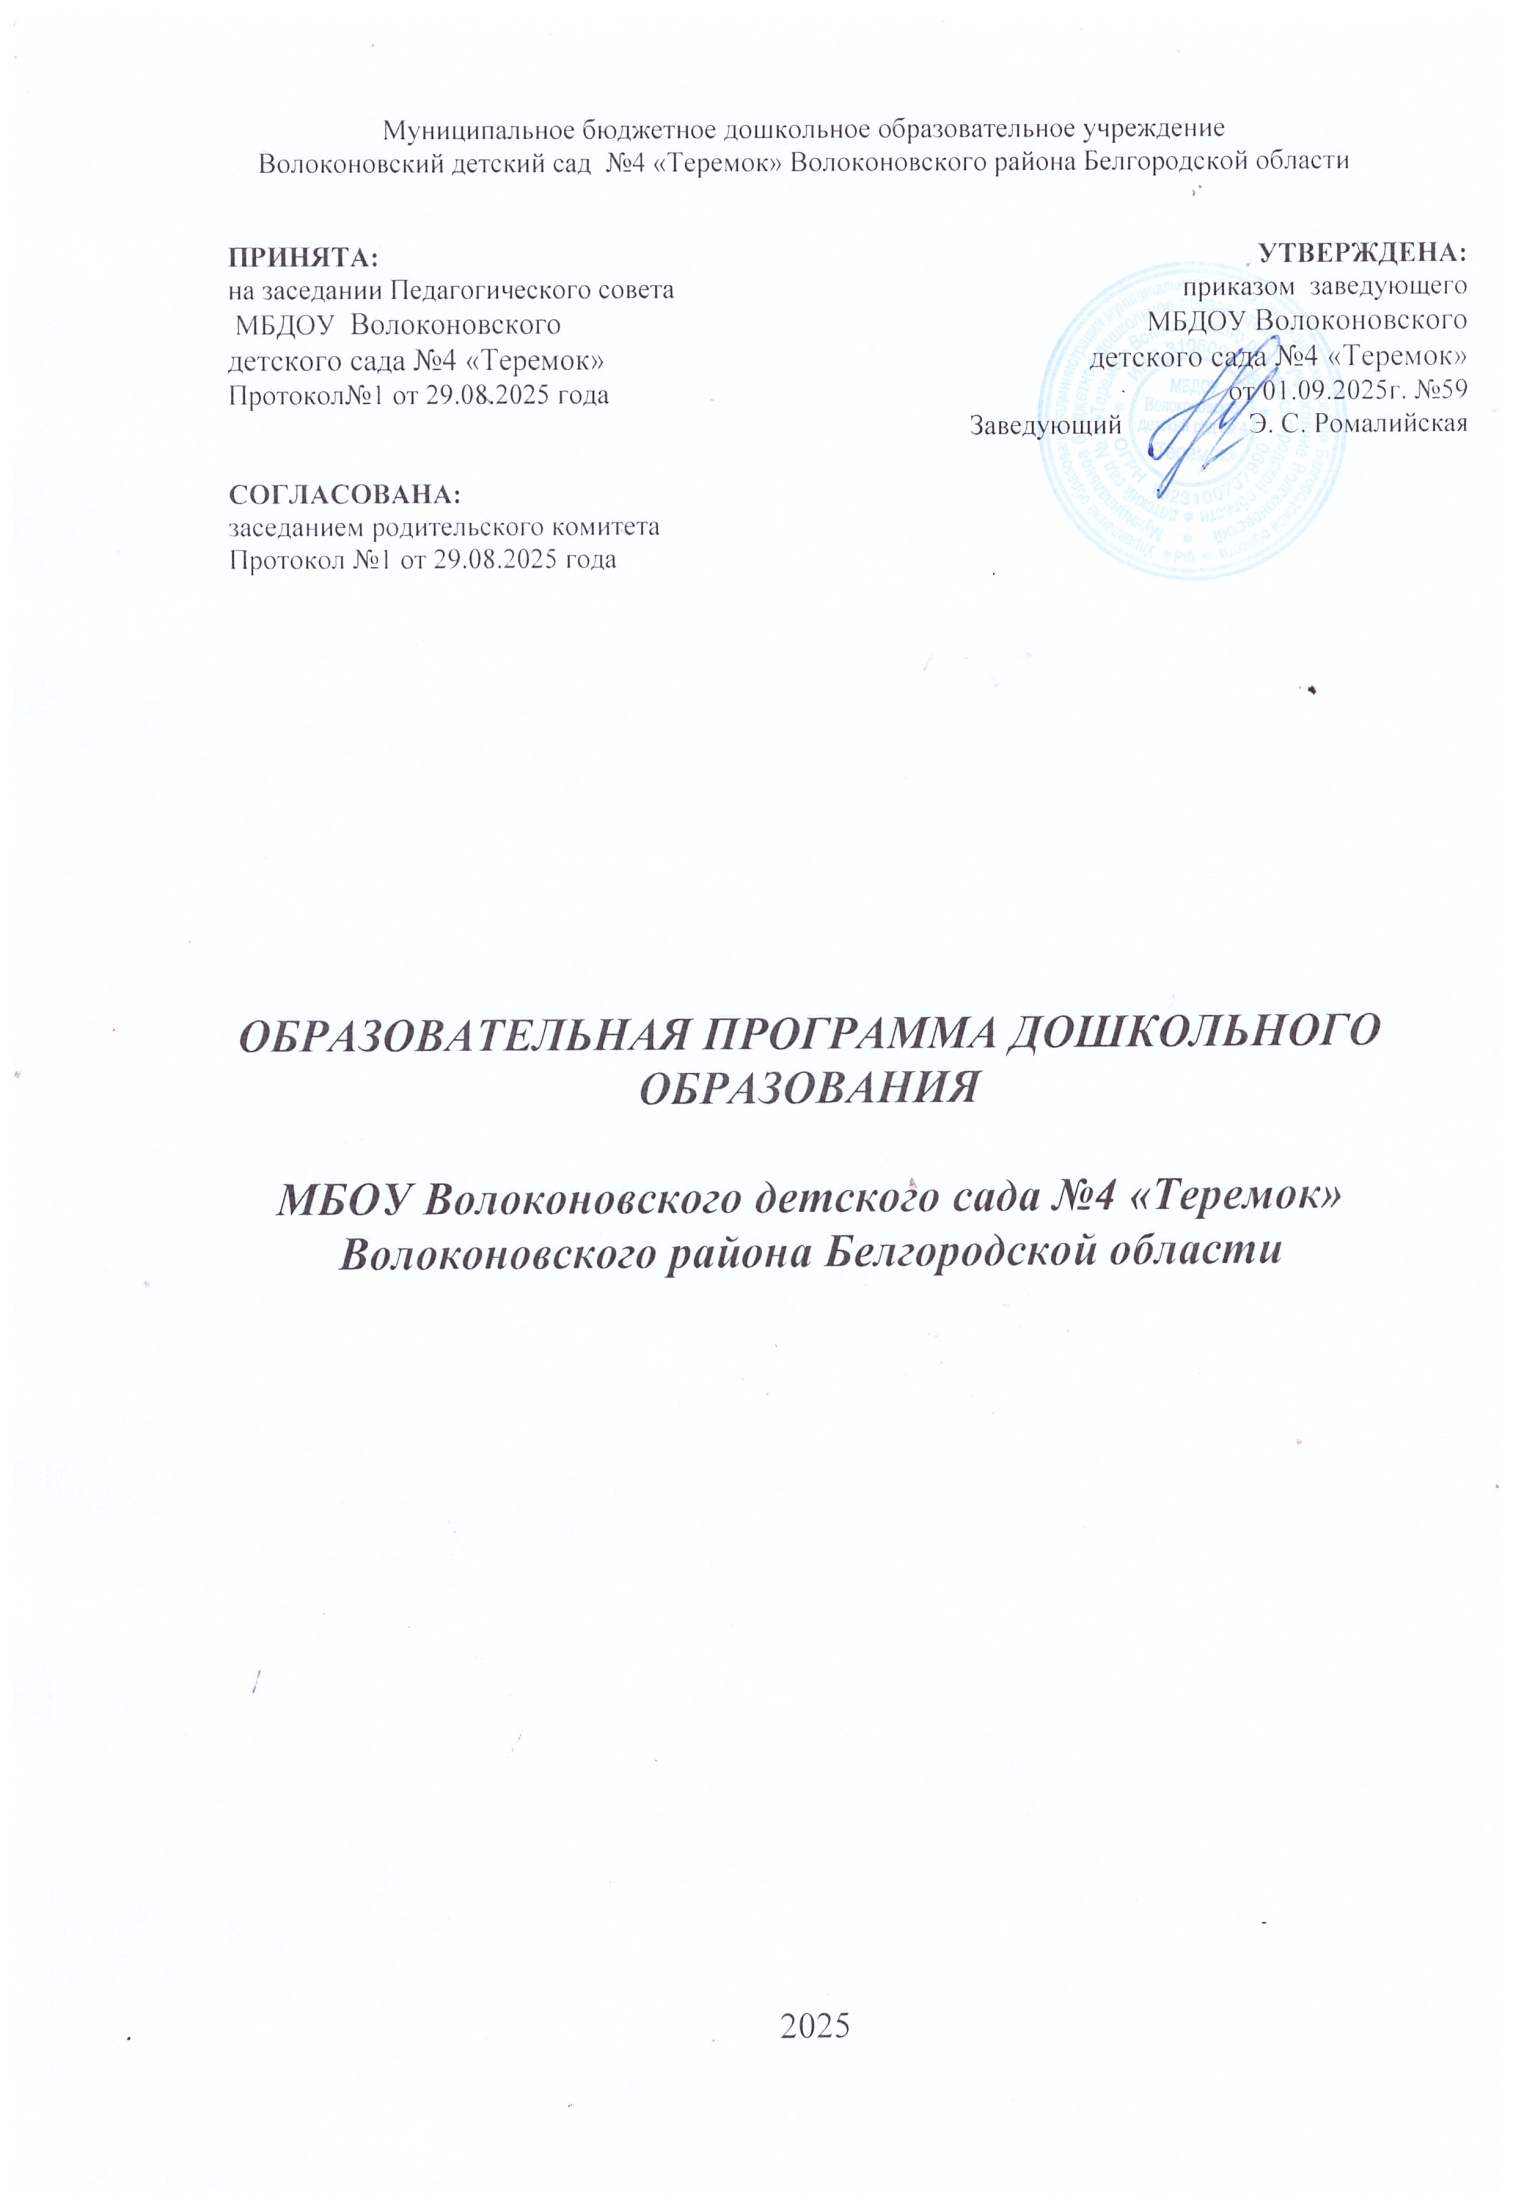 Муниципальное бюджетное дошкольное образовательное учреждение
Волоконовский детский сад №4 «Теремок» Волоконовского района Белгородской области
ПРИНЯТА:
на заседании Педагогического совета
МБДОУ Волоконовского
детского сада №4 «Теремок»
Протокол№1 от 29.08.2025 года
УТВЕРЖДЕНА:
приказом заведующего
МБДОУ Волоконовского
детского сада №4 «Теремок»
от 01.09.2025г. №59
Заведующий Э. С. Ромалийская
СОГЛАСОВАНА:
заседанием родительского комитета
Протокол №1 от 29.08.2025 года
ОБРАЗОВАТЕЛЬНАЯ ПРОГРАММА ДОШКОЛЬНОГО
ОБРАЗОВАНИЯ
МБОУ Волоконовского детского сада №4 «Теремок»
Волоконовского района Белгородской области
2025